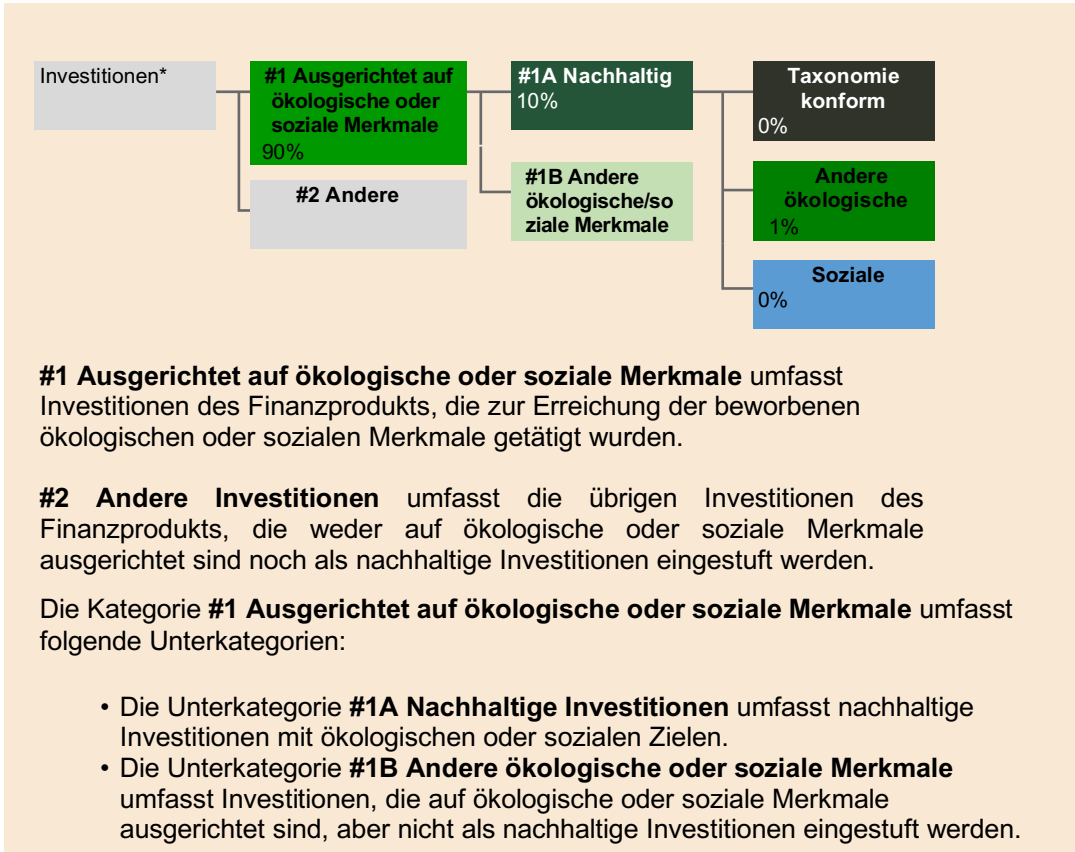 Investitionen*
#1 Ausgerichtet auf
ökologische oder
soziale Merkmale
90%
#2 Andere
#1A Nachhaltig
10%
#1B Andere
ökologische/so
ziale Merkmale
Taxonomie
konform
0%
Andere
ökologische
1%
Soziale
0%
#1 Ausgerichtet auf ökologische oder soziale Merkmale umfasst
Investitionen des Finanzprodukts, die zur Erreichung der beworbenen
ökologischen oder sozialen Merkmale getätigt wurden.
#2 Andere Investitionen umfasst die übrigen Investitionen des
Finanzprodukts, die weder auf ökologische oder soziale Merkmale
ausgerichtet sind noch als nachhaltige Investitionen eingestuft werden.
Die Kategorie #1 Ausgerichtet auf ökologische oder soziale Merkmale umfasst
folgende Unterkategorien:
• Die Unterkategorie #1A Nachhaltige Investitionen umfasst nachhaltige
Investitionen mit ökologischen oder sozialen Zielen.
• Die Unterkategorie #1B Andere ökologische oder soziale Merkmale
umfasst Investitionen, die auf ökologische oder soziale Merkmale
ausgerichtet sind, aber nicht als nachhaltige Investitionen eingestuft werden.